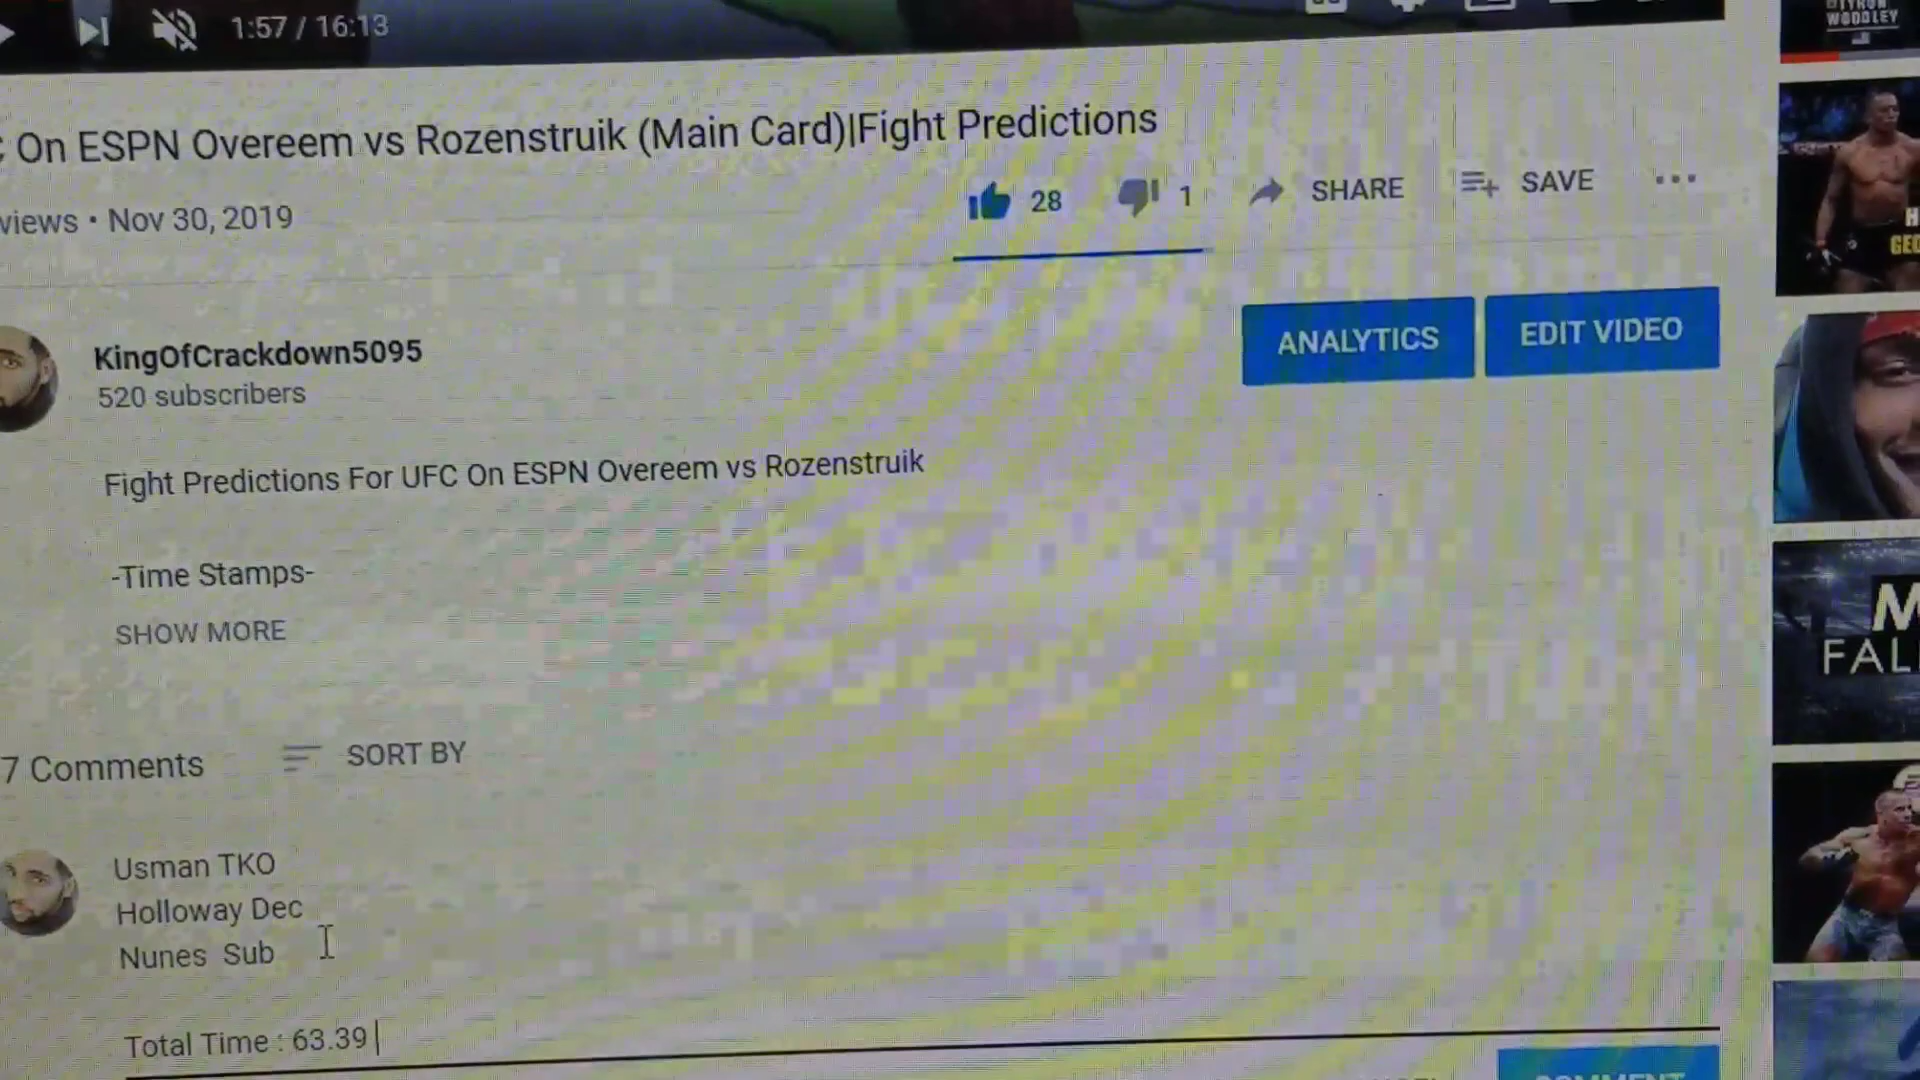 1:57 / 16:13
On ESPN Overeem vs Rozenstruik (Main Card)|Fight Predictions
views • Nov 30, 2019
28
1
SHARE
SAVE
KingOfCrackdown5095
520 subscribers
ANALYTICS
EDIT VIDEO
Fight Predictions For UFC On ESPN Overeem vs Rozenstruik
-Time Stamps-
SHOW MORE
7 Comments
SORT BY
Usman TKO
Holloway Dec
Nunes Sub
Total Time : 63.39
COMMENT
WOODLEY